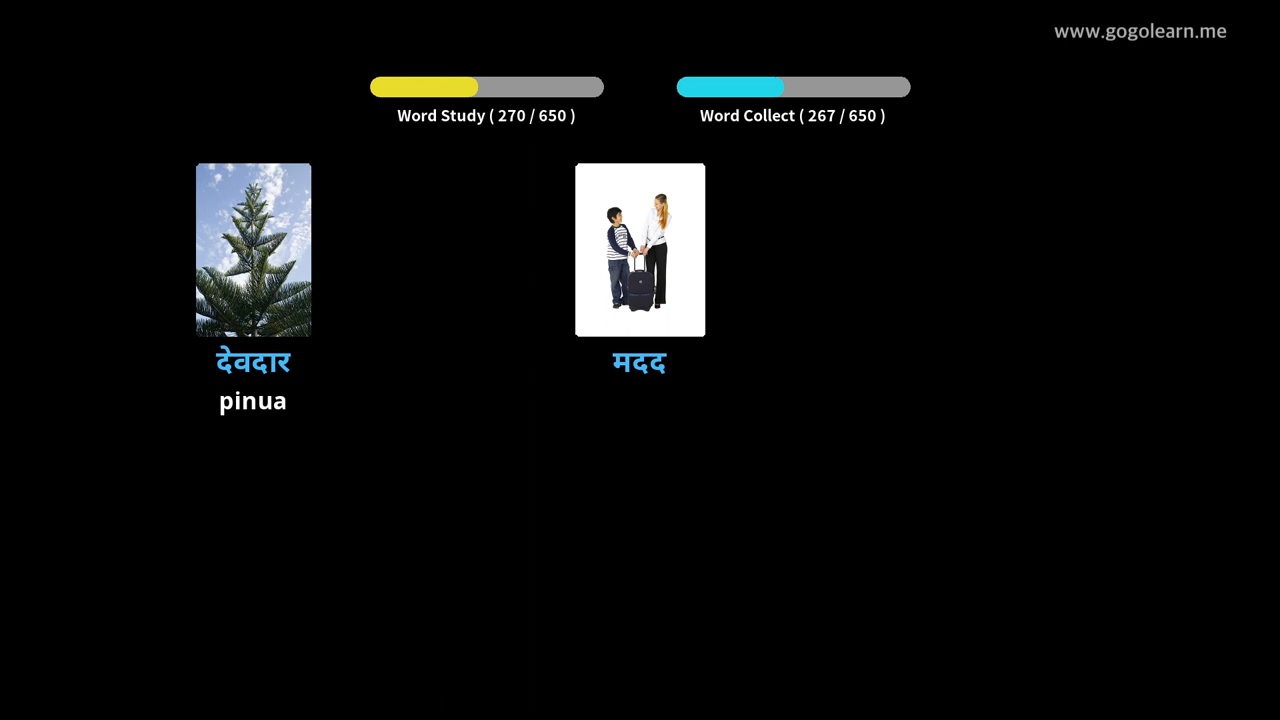 www.gogolearn.me
Word Study ( 270 / 650 )
Word Collect ( 267 / 650 )
देवदार
pinua
मदद